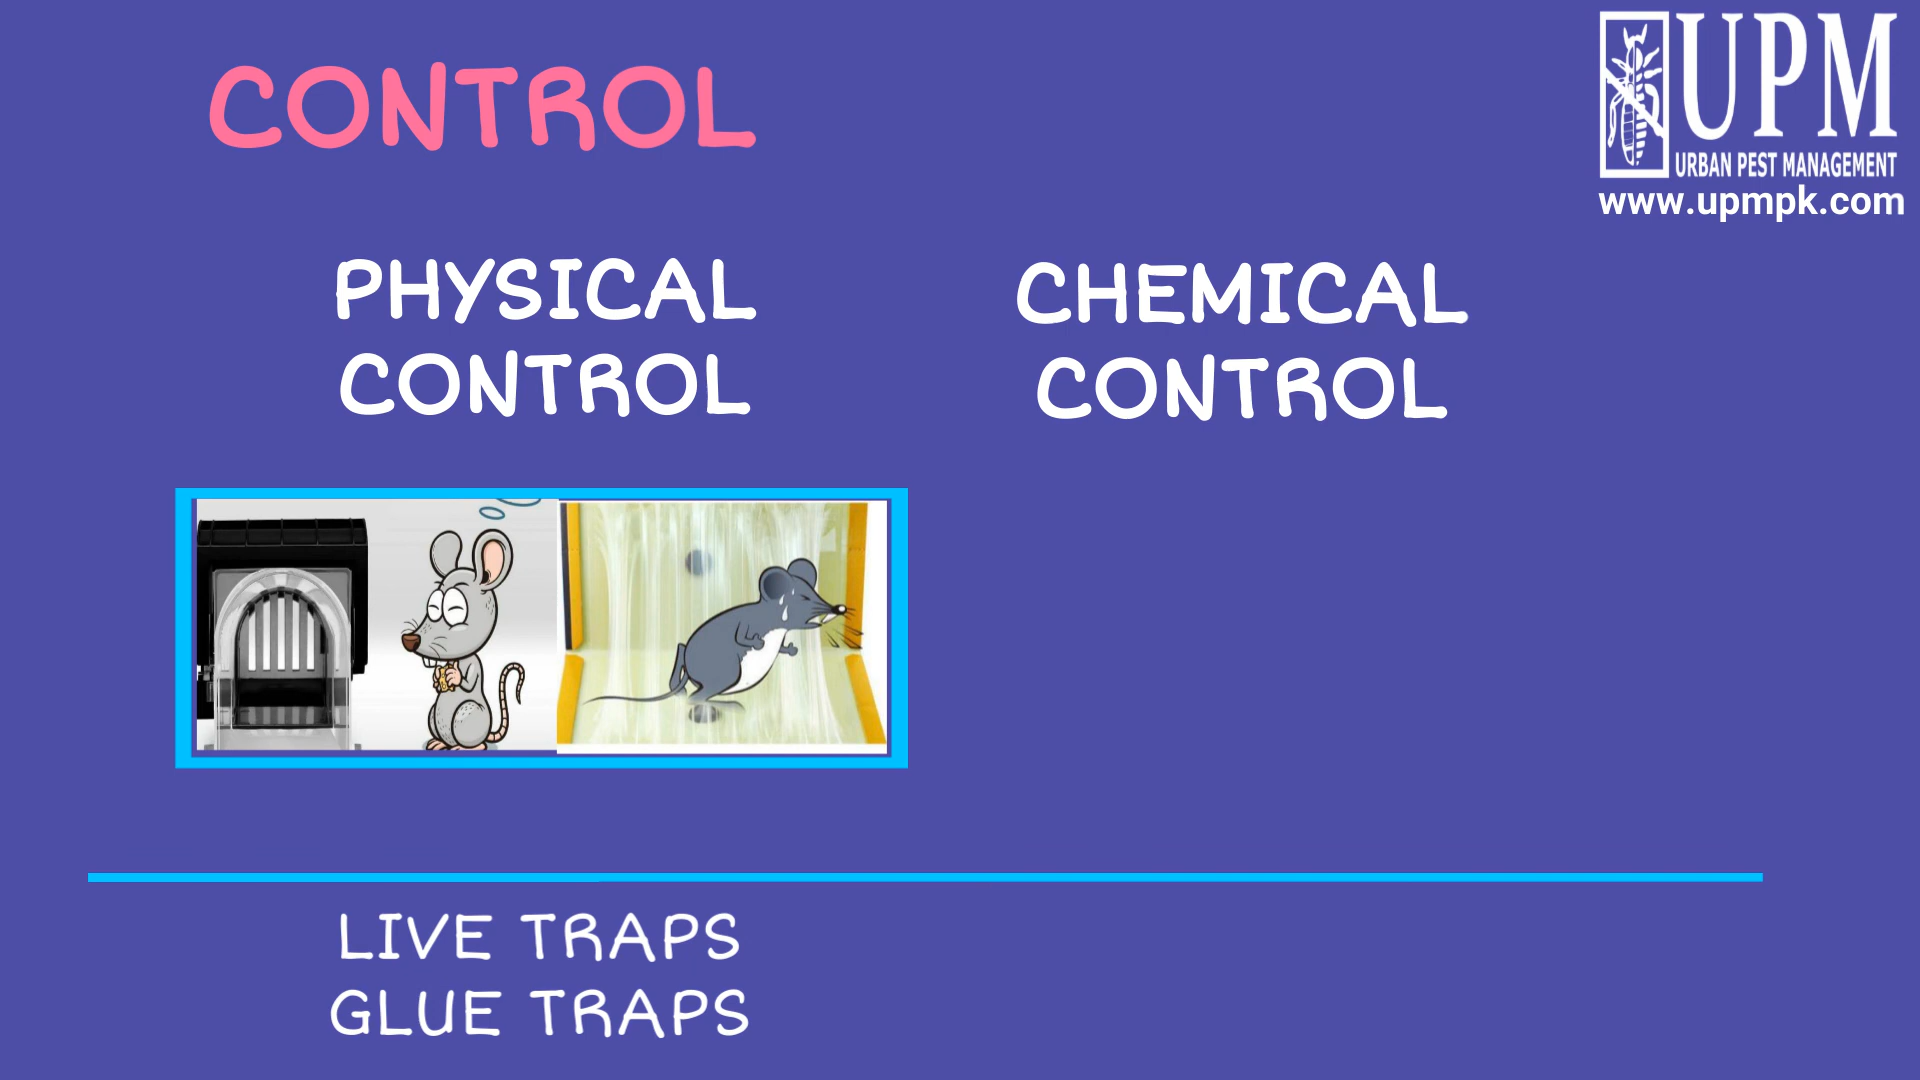 CONTROL
UPM
URBAN PEST MANAGEMENT
www.upmpk.com
PHYSICAL
CONTROL
CHEMICAL
CONTROL
LIVE TRAPS
GLUE TRAPS